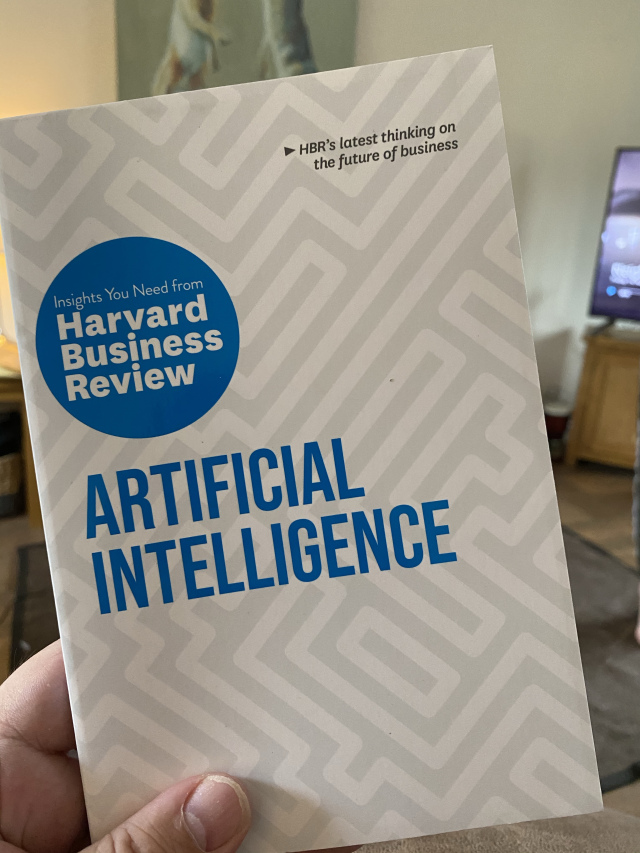 ► HBR's latest thinking on
the future of business
Insights You Need from
Harvard
Business
Review
ARTIFICIAL
INTELLIGENCE